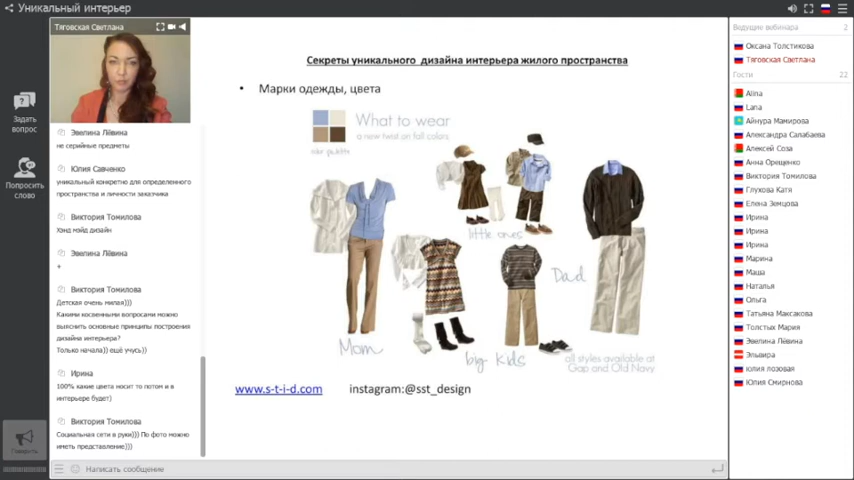 Уникальный интерьер
Задать
вопрос
Попросить
слово
Говорить
Тяговская Светлана
Эвелина Лёвина
не серийные предметы
Юлия Савченко
уникальный конкретно для определенного
пространства и личности заказчика
Виктория Томилова
Хэнд мэйд дизайн
Эвелина Лёвина
+
Виктория Томилова
Детская очень милая)))
Какими косвенными вопросами можно
выяснить основные принципы построения
дизайна интерьера?
Только начала)) ещё учусь))
Ирина
100% какие цвета носит то потом и в
интерьере будет)
Виктория Томилова
Социальная сети в руки))) По фото можно
иметь представление)))
Написать сообщение
Секреты уникального дизайна интерьера жилого пространства
• Марки одежды, цвета
What to wear
a new twist on fall colors
color palette
little ones
Dad
Mom
big kids
all styles available at
Gap and Old Navy
www.s-t-i-d.com
instagram:@sst_design
Ведущие вебинара 2
Оксана Толстикова
Тяговская Светлана
Гости 22
Alina
Lana
Айнура Мамирова
Александра Салабаева
Алексей Соза
Анна Орещенко
Виктория Томилова
Глухова Катя
Елена Земцова
Ирина
Ирина
Ирина
Марина
Маша
Наталья
Ольга
Татьяна Максакова
Толстых Мария
Эвелина Лёвина
Эльвира
юлия лозовая
Юлия Смирнова